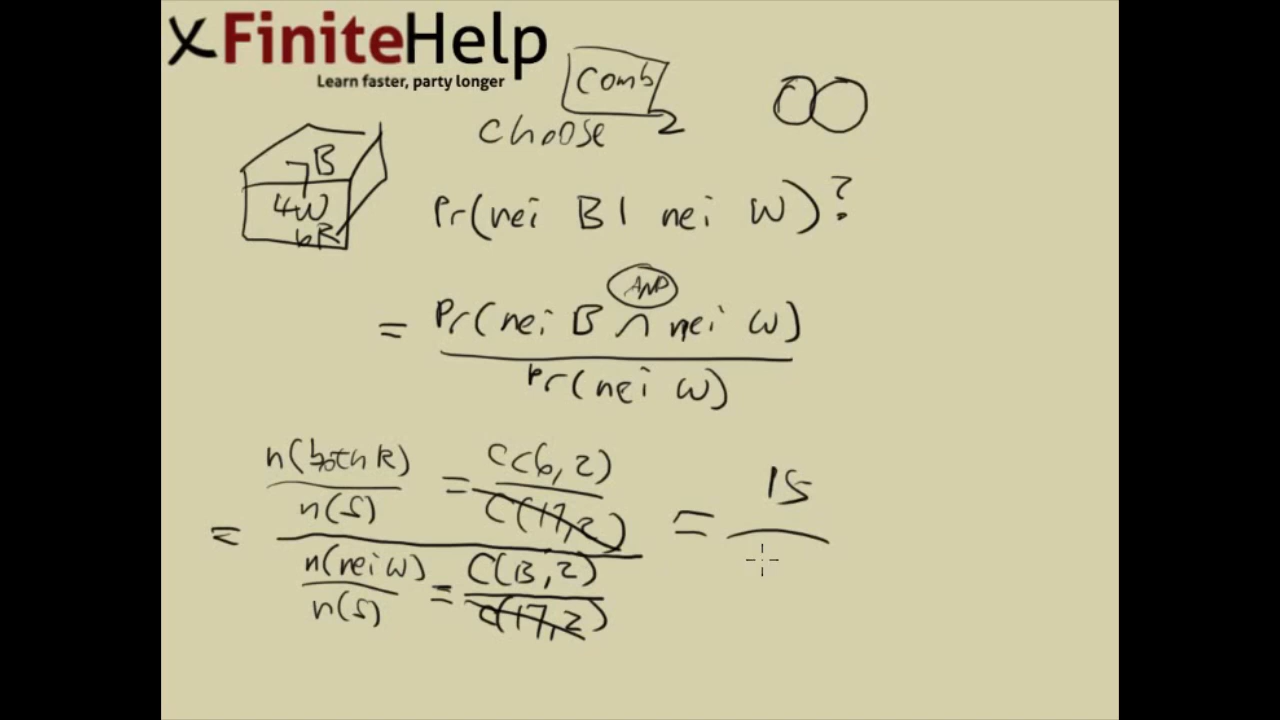 xFiniteHelp
Learn faster, party longer
Comb
choose 2
7B
4W
6R
Pr(nei B | nei W)?
AND
= Pr(nei B ∩ nei W)
Pr(nei W)
n(both R) = C(6,2)
n(S) C(17,2)
= = 15
n(nei W) = C(13,2)
n(S) C(17,2)